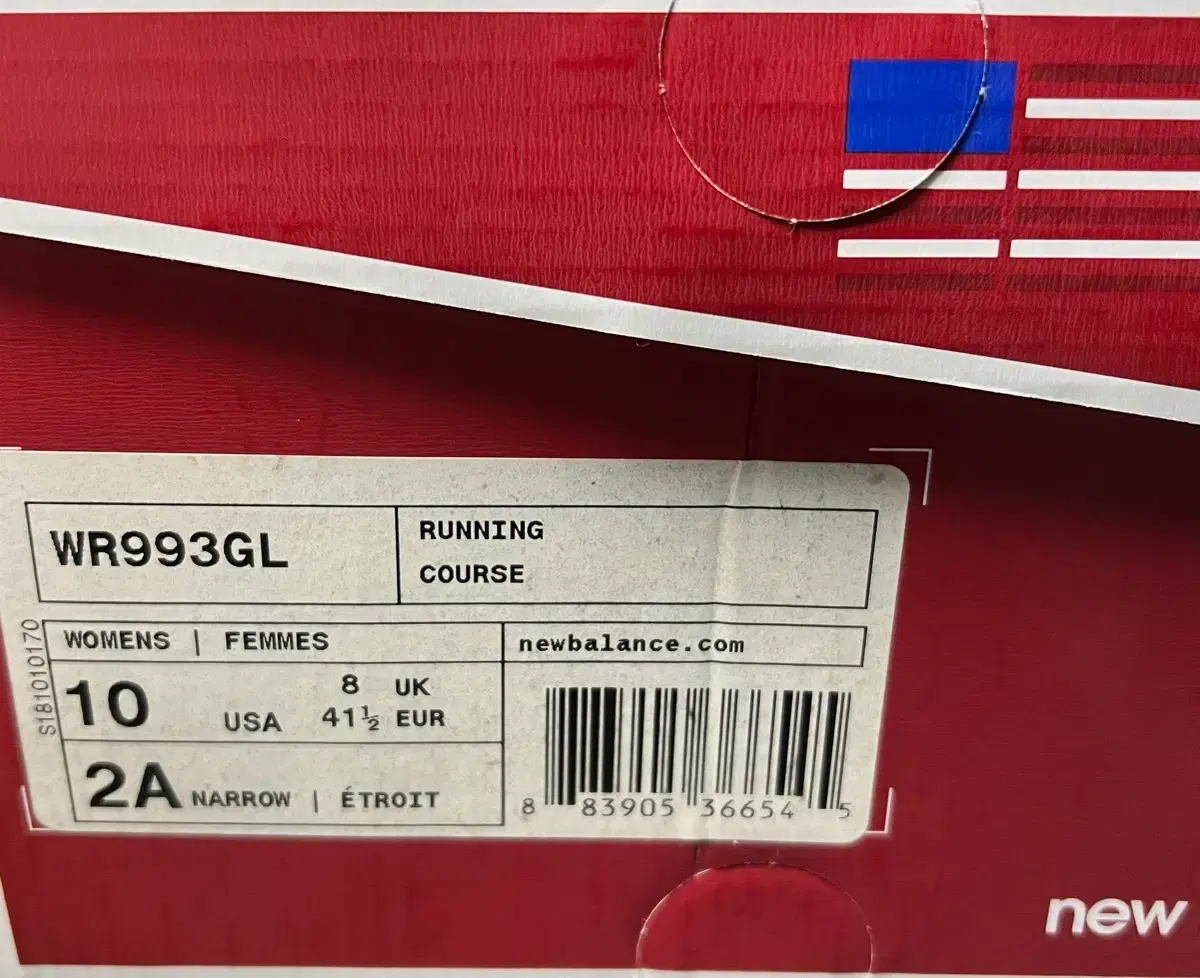 WR993GL
RUNNING
COURSE
S181010170
WOMENS | FEMMES
10 USA 8 UK
41½ EUR
2A NARROW | ÉTROIT
newbalance.com
8 83905 36654 5
new